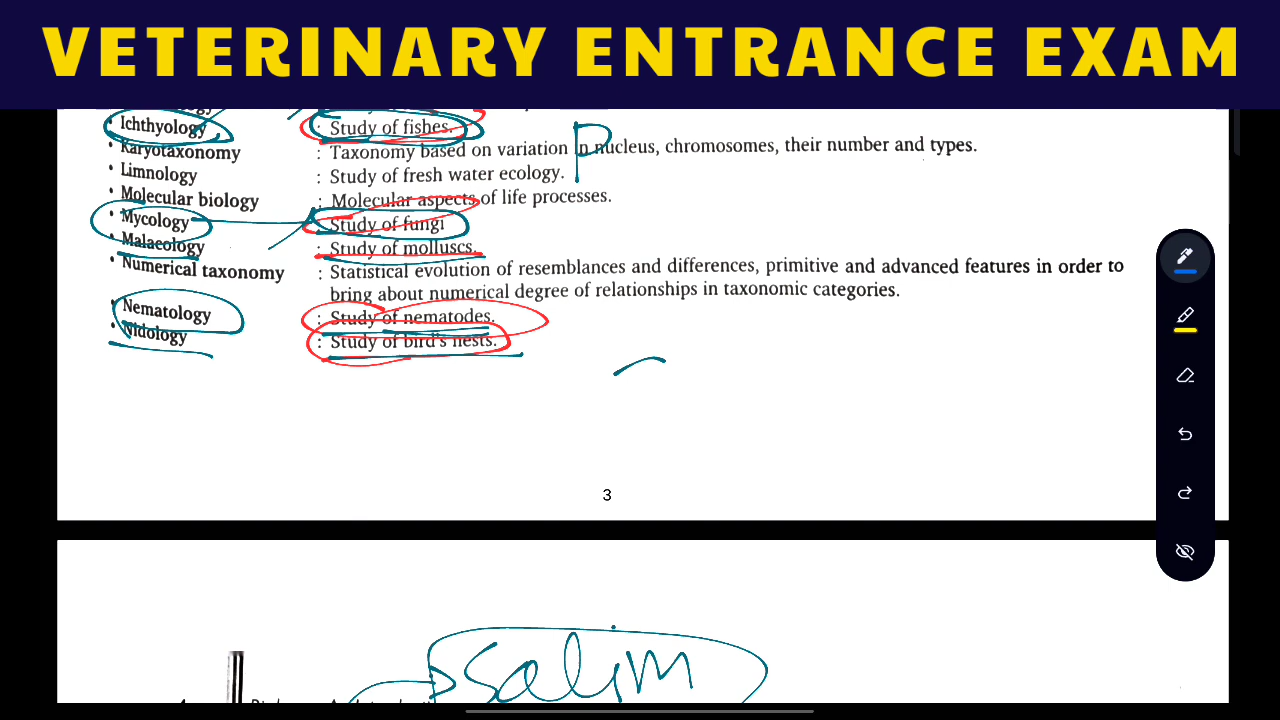 VETERINARY ENTRANCE EXAM
• Ichthyology : Study of fishes.
• Karyotaxonomy : Taxonomy based on variation in nucleus, chromosomes, their number and types.
P
• Limnology : Study of fresh water ecology.
• Molecular biology : Molecular aspects of life processes.
• Mycology : Study of fungi
• Malacology : Study of molluscs.
• Numerical taxonomy : Statistical evolution of resemblances and differences, primitive and advanced features in order to
bring about numerical degree of relationships in taxonomic categories.
• Nematology : Study of nematodes.
• Nidology : Study of bird's nests.
3
Salim